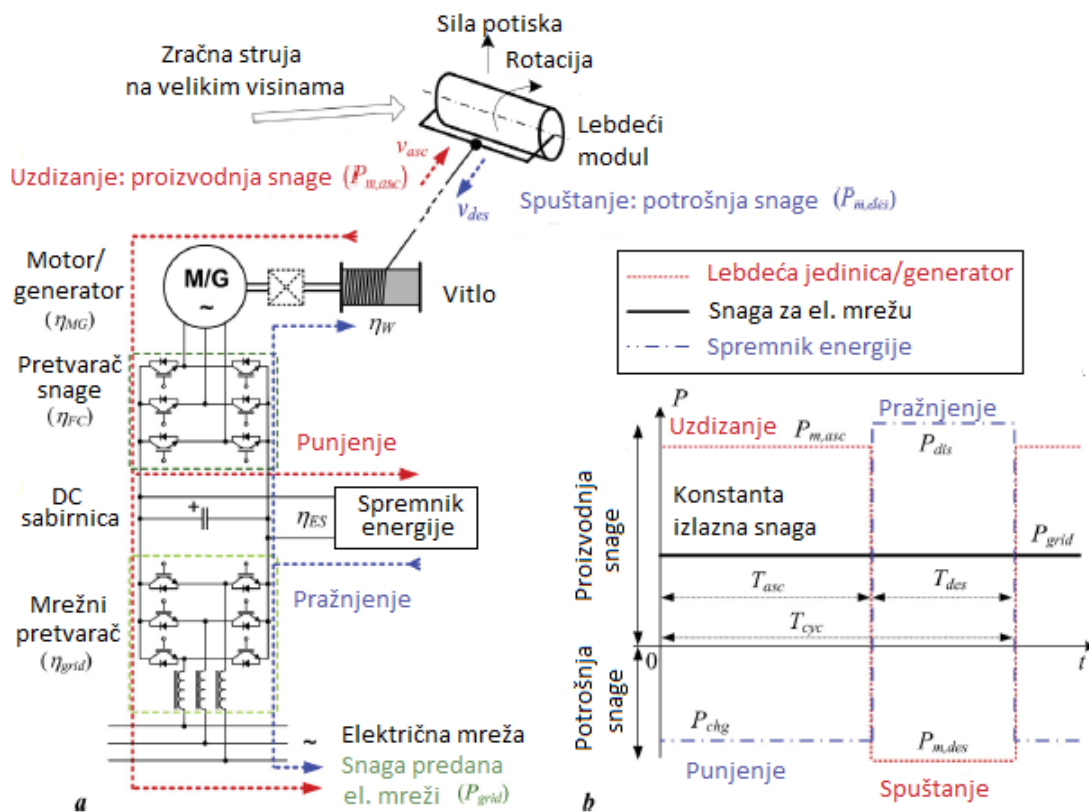 Sila potiska
Zračna struja
na velikim visinama
Rotacija
Lebdeći
modul
v_asc
Uzdizanje: proizvodnja snage (P_m,asc)
v_des
Spuštanje: potrošnja snage (P_m,des)
Motor/
generator
(η_MG)
M/G
~
Vitlo
η_W
Pretvarač
snage
(η_FC)
Punjenje
DC
sabirnica
+
η_ES
Spremnik
energije
Pražnjenje
Mrežni
pretvarač
(η_grid)
~
Električna mreža
Snaga predana
el. mreži (P_grid)
a
Lebdeća jedinica/generator
Snaga za el. mrežu
Spremnik energije
P
Pražnjenje
Uzdizanje
P_m,asc
P_dis
Proizvodnja
snage
Konstanta
izlazna snaga
P_grid
T_asc
T_des
T_cyc
0
t
Potrošnja
snage
P_chg
P_m,des
Punjenje
Spuštanje
b